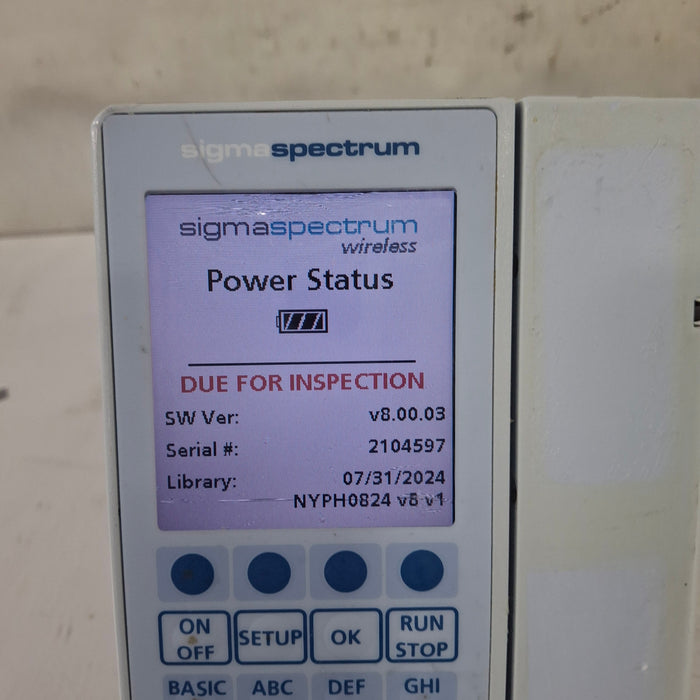 sigmaspectrum
sigmaspectrum
wireless
Power Status
DUE FOR INSPECTION
SW Ver: v8.00.03
Serial #: 2104597
Library: 07/31/2024
NYPH0824 v8 v1
ON OFF SETUP OK RUN STOP
BASIC ABC DEF GHI